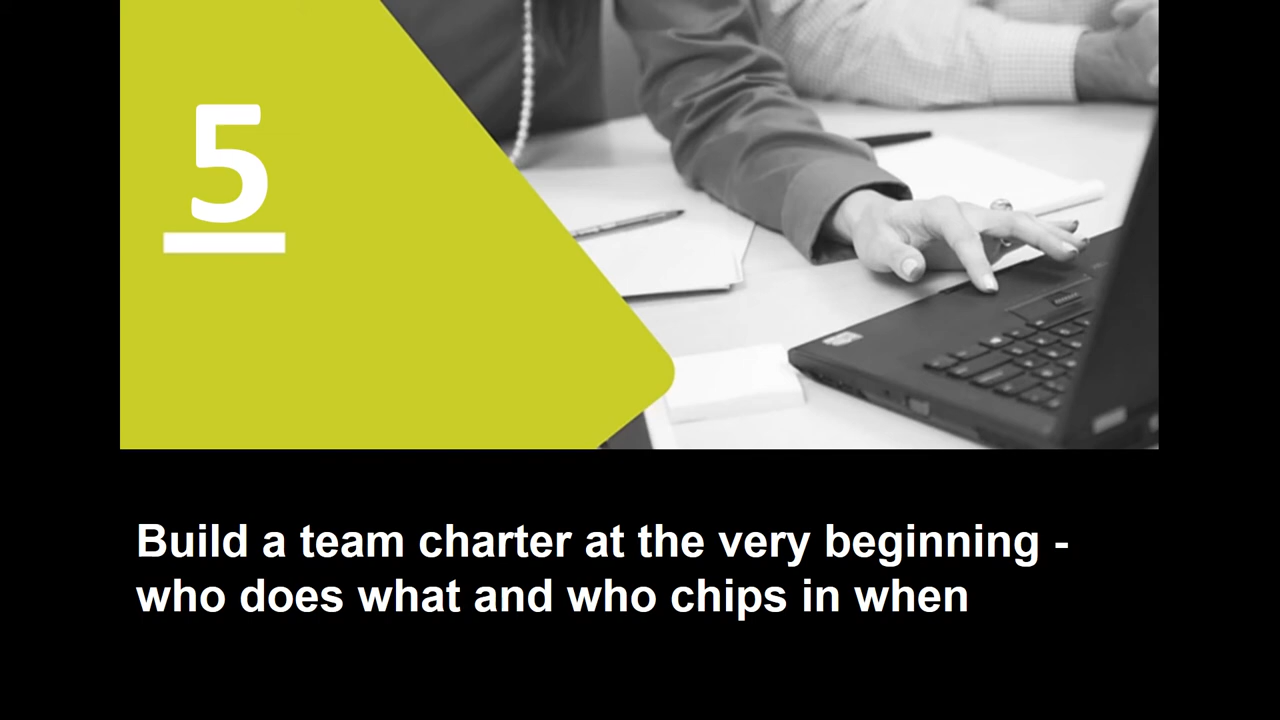 5
Build a team charter at the very beginning -
who does what and who chips in when